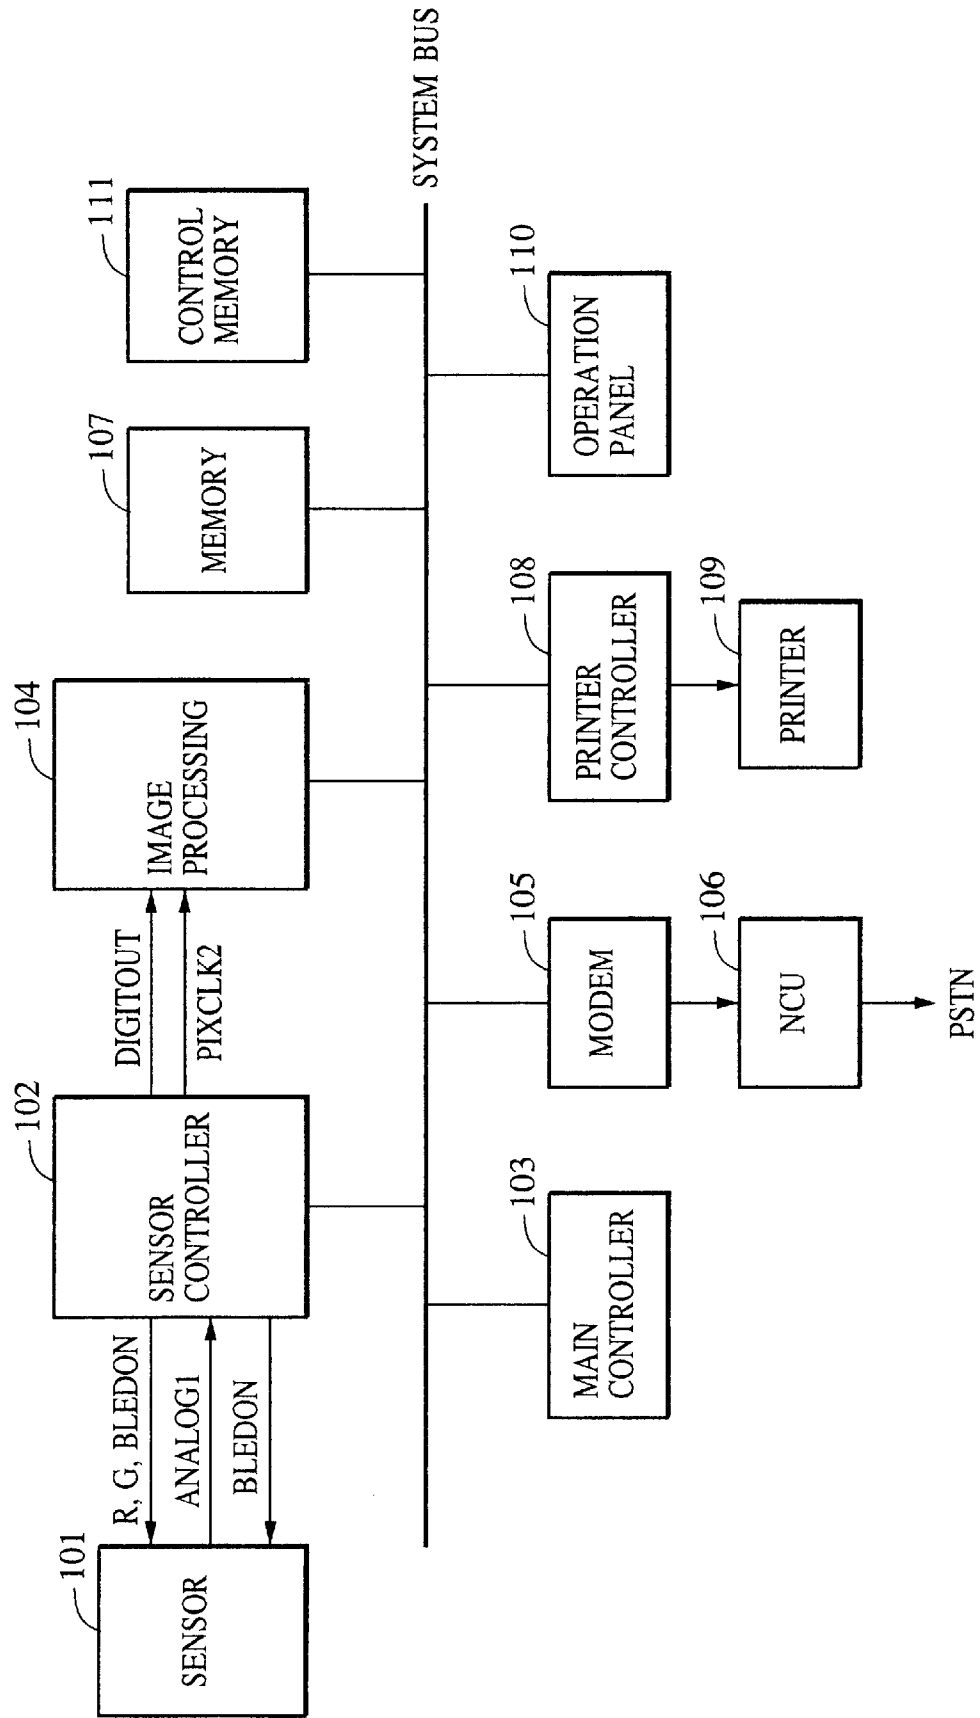 101
SENSOR
R, G, BLEDON
ANALOG1
BLEDON
102
SENSOR
CONTROLLER
DIGITOUT
PIXCLK2
104
IMAGE
PROCESSING
107
MEMORY
111
CONTROL
MEMORY
SYSTEM BUS
103
MAIN
CONTROLLER
105
MODEM
106
NCU
PSTN
108
PRINTER
CONTROLLER
109
PRINTER
110
OPERATION
PANEL